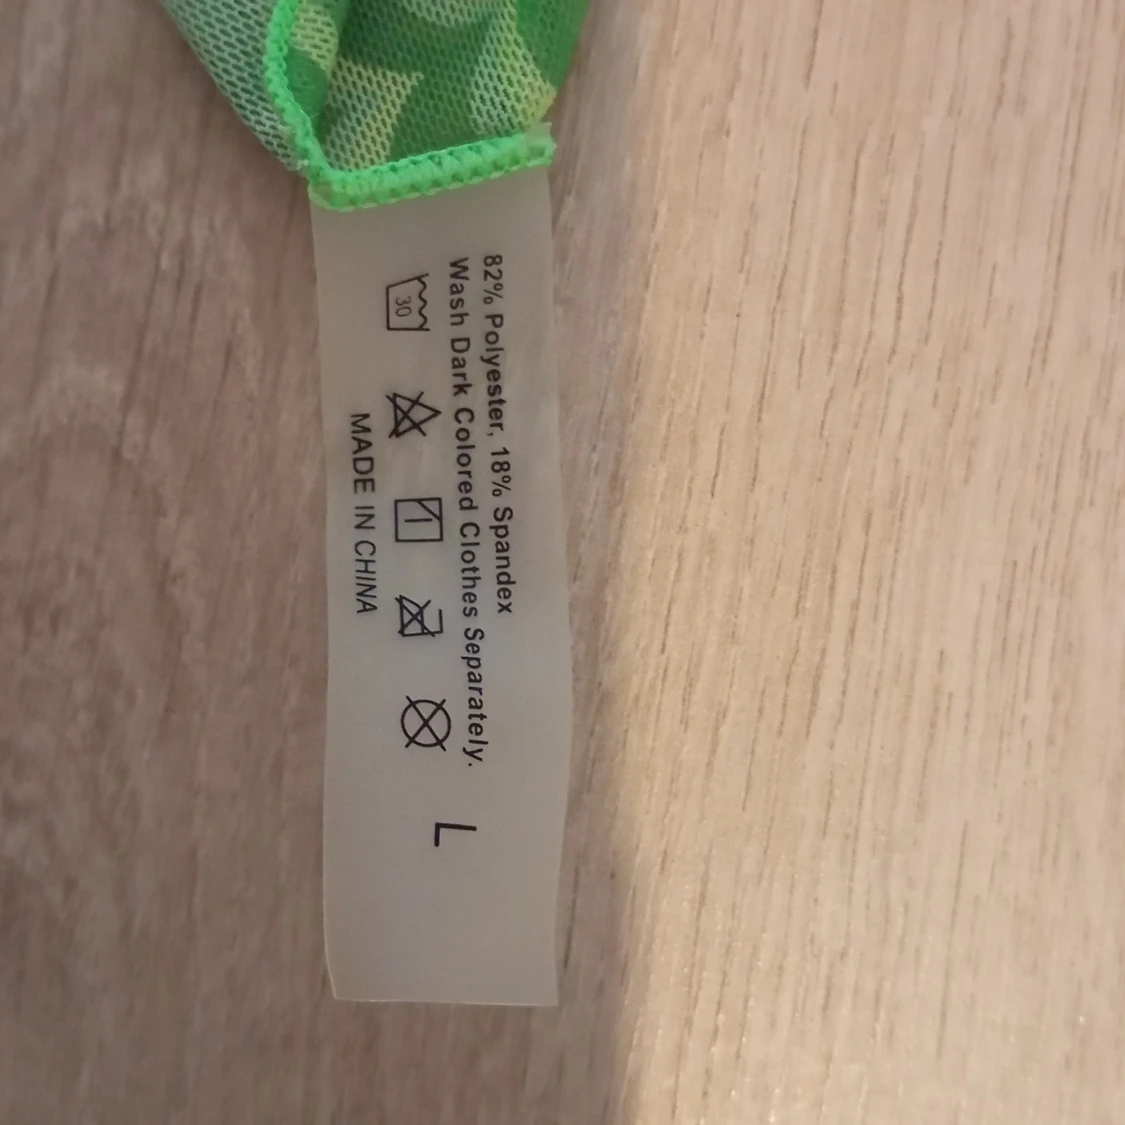 82% Polyester, 18% Spandex
Wash Dark Colored Clothes Separately.
30
MADE IN CHINA
L